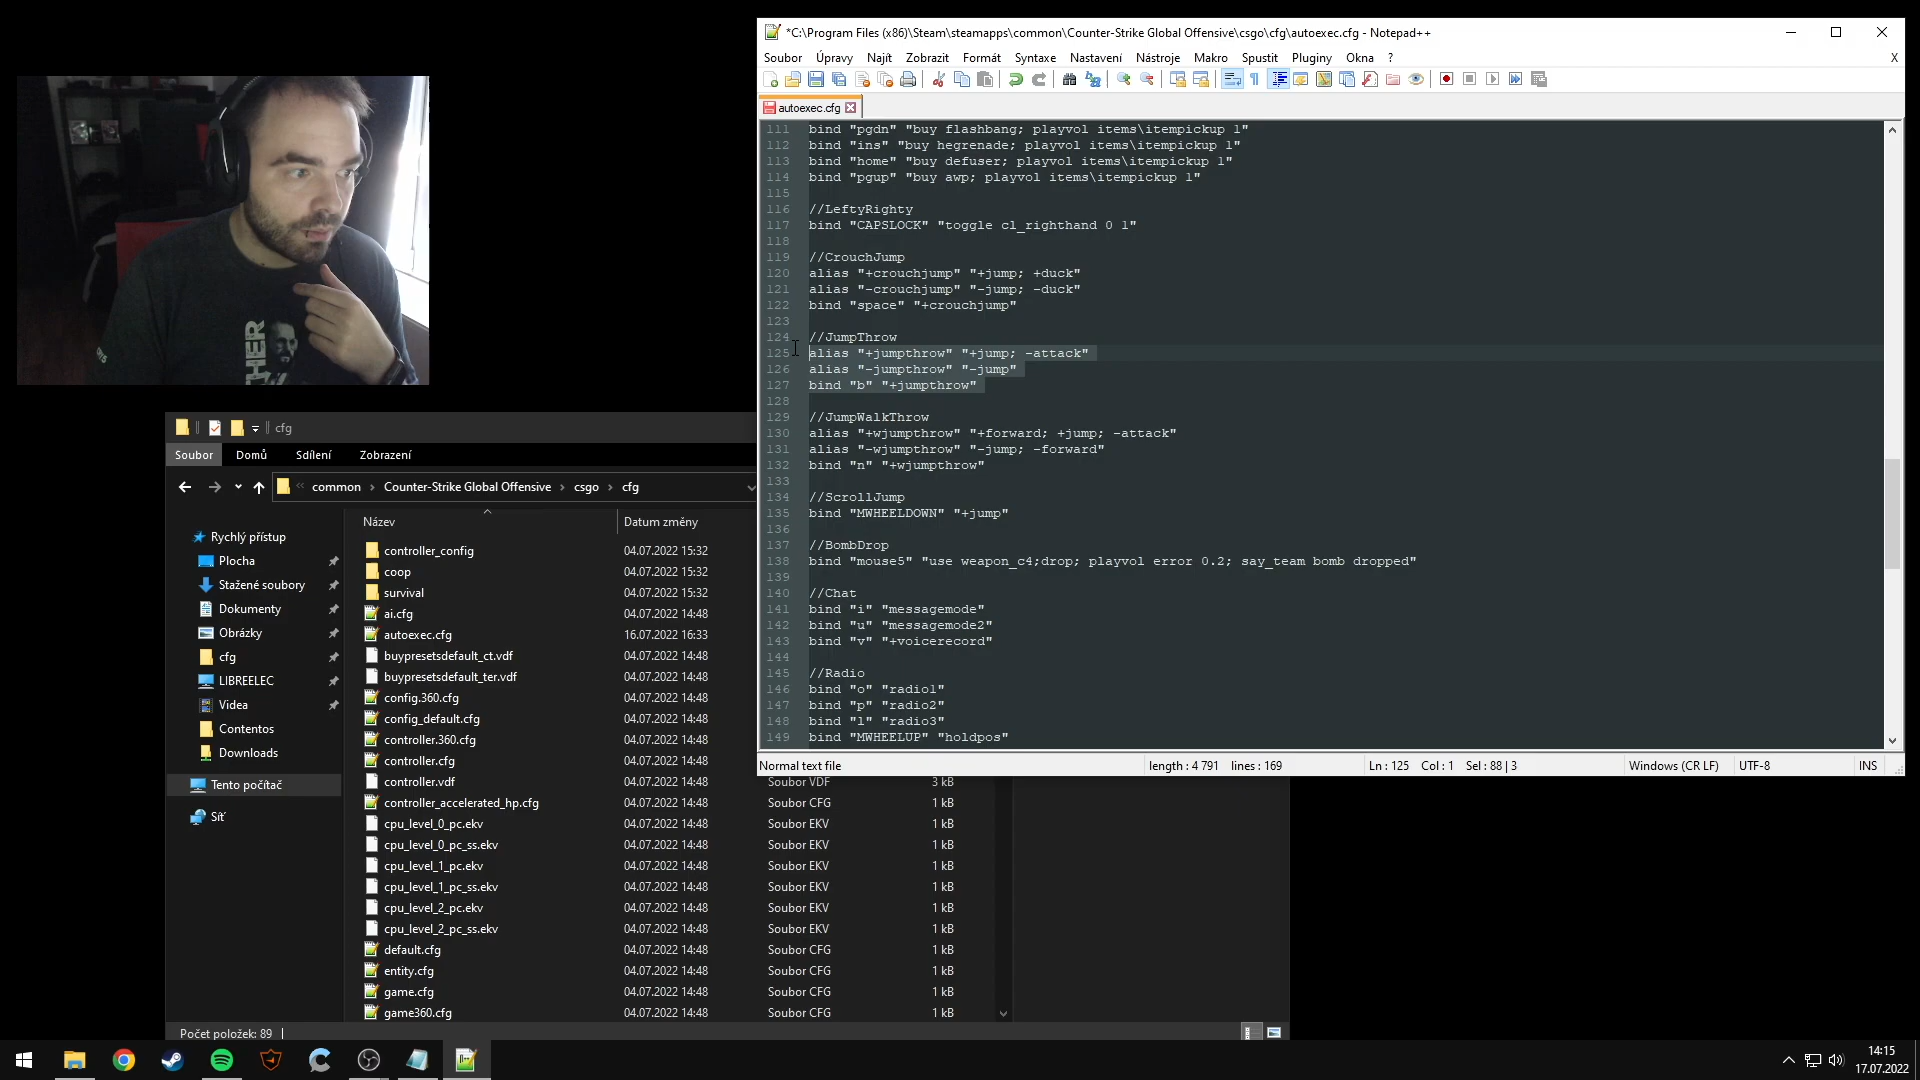 *C:\Program Files (x86)\Steam\steamapps\common\Counter-Strike Global Offensive\csgo\cfg\autoexec.cfg - Notepad++
Soubor Úpravy Najít Zobrazit Formát Syntaxe Nastavení Nástroje Makro Spustit Pluginy Okna ? X
autoexec.cfg
111 bind "pgdn" "buy flashbang; playvol items\itempickup 1"
112 bind "ins" "buy hegrenade; playvol items\itempickup 1"
113 bind "home" "buy defuser; playvol items\itempickup 1"
114 bind "pgup" "buy awp; playvol items\itempickup 1"
115
116 //LeftyRighty
117 bind "CAPSLOCK" "toggle cl_righthand 0 1"
118
119 //CrouchJump
120 alias "+crouchjump" "+jump; +duck"
121 alias "-crouchjump" "-jump; -duck"
122 bind "space" "+crouchjump"
123
124 //JumpThrow
125 alias "+jumpthrow" "+jump; -attack"
126 alias "-jumpthrow" "-jump"
127 bind "b" "+jumpthrow"
128
129 //JumpWalkThrow
130 alias "+wjumpthrow" "+forward; +jump; -attack"
131 alias "-wjumpthrow" "-jump; -forward"
132 bind "n" "+wjumpthrow"
133
134 //ScrollJump
135 bind "MWHEELDOWN" "+jump"
136
137 //BombDrop
138 bind "mouse5" "use weapon_c4;drop; playvol error 0.2; say_team bomb dropped"
139
140 //Chat
141 bind "i" "messagemode"
142 bind "u" "messagemode2"
143 bind "v" "+voicerecord"
144
145 //Radio
146 bind "o" "radio1"
147 bind "p" "radio2"
148 bind "l" "radio3"
149 bind "MWHEELUP" "holdpos"
Normal text file length : 4 791 lines : 169 Ln : 125 Col : 1 Sel : 88 | 3 Windows (CR LF) UTF-8 INS
cfg
Soubor Domů Sdílení Zobrazení
common Counter-Strike Global Offensive csgo cfg
Rychlý přístup
Plocha
Stažené soubory
Dokumenty
Obrázky
cfg
LIBREELEC
Videa
Contentos
Downloads
Tento počítač
Síť
Název Datum změny
controller_config 04.07.2022 15:32
coop 04.07.2022 15:32
survival 04.07.2022 15:32
ai.cfg 04.07.2022 14:48
autoexec.cfg 16.07.2022 16:33
buypresetsdefault_ct.vdf 04.07.2022 14:48
buypresetsdefault_ter.vdf 04.07.2022 14:48
config.360.cfg 04.07.2022 14:48
config_default.cfg 04.07.2022 14:48
controller.360.cfg 04.07.2022 14:48
controller.cfg 04.07.2022 14:48
controller.vdf 04.07.2022 14:48 Soubor VDF 3 kB
controller_accelerated_hp.cfg 04.07.2022 14:48 Soubor CFG 1 kB
cpu_level_0_pc.ekv 04.07.2022 14:48 Soubor EKV 1 kB
cpu_level_0_pc_ss.ekv 04.07.2022 14:48 Soubor EKV 1 kB
cpu_level_1_pc.ekv 04.07.2022 14:48 Soubor EKV 1 kB
cpu_level_1_pc_ss.ekv 04.07.2022 14:48 Soubor EKV 1 kB
cpu_level_2_pc.ekv 04.07.2022 14:48 Soubor EKV 1 kB
cpu_level_2_pc_ss.ekv 04.07.2022 14:48 Soubor EKV 1 kB
default.cfg 04.07.2022 14:48 Soubor CFG 1 kB
entity.cfg 04.07.2022 14:48 Soubor CFG 1 kB
game.cfg 04.07.2022 14:48 Soubor CFG 1 kB
game360.cfg 04.07.2022 14:48 Soubor CFG 1 kB
Počet položek: 89
14:15
17.07.2022